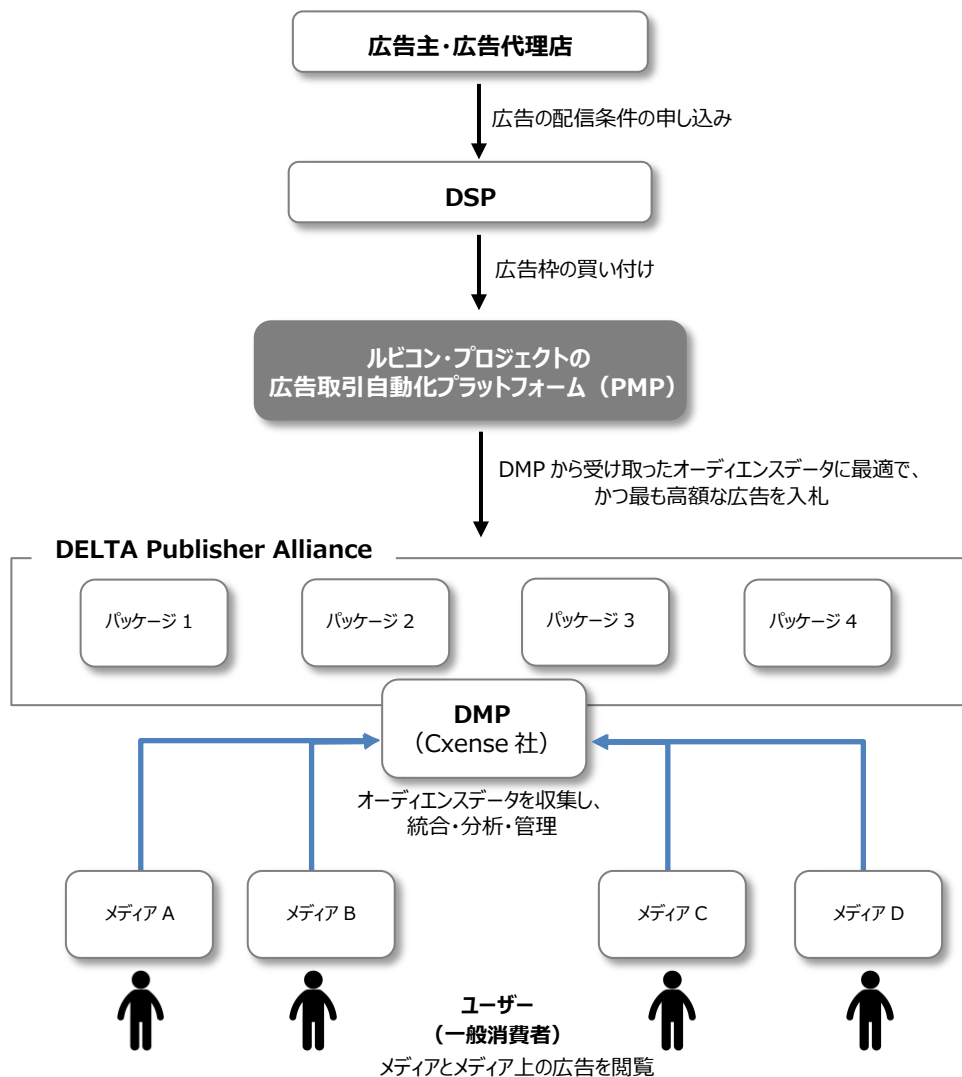 広告主・広告代理店
広告の配信条件の申し込み
DSP
広告枠の買い付け
ルビコン・プロジェクトの
広告取引自動化プラットフォーム（PMP）
DMP から受け取ったオーディエンスデータに最適で、
かつ最も高額な広告を入札
DELTA Publisher Alliance
パッケージ 1
パッケージ 2
パッケージ 3
パッケージ 4
DMP
（Cxense 社）
オーディエンスデータを収集し、
統合・分析・管理
メディア A
メディア B
メディア C
メディア D
ユーザー
（一般消費者）
メディアとメディア上の広告を閲覧